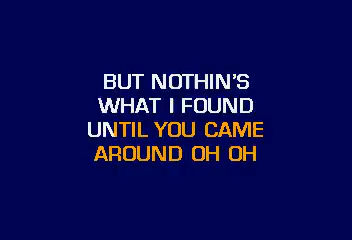 BUT NOTHIN'S
WHAT I FOUND
UNTIL YOU CAME
AROUND OH OH